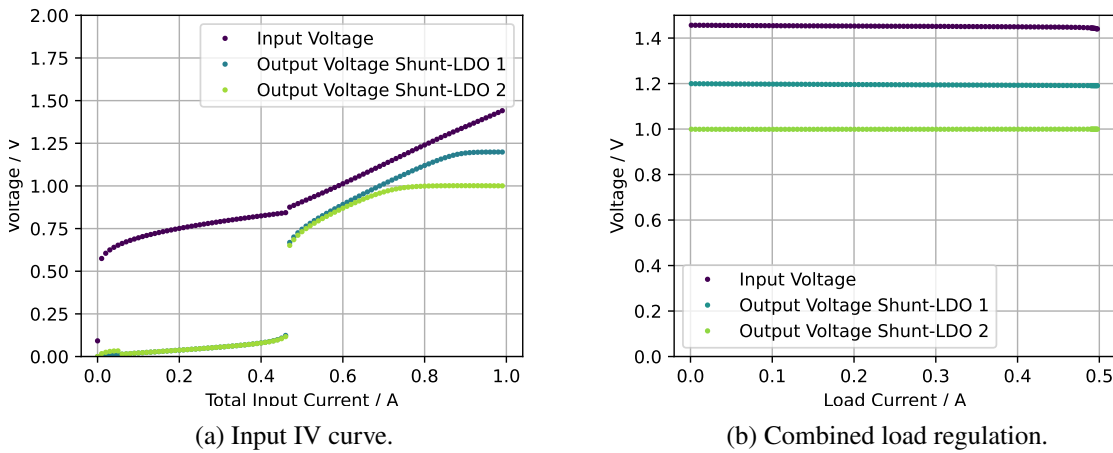 2.00
1.75
1.50
1.25
1.00
0.75
0.50
0.25
0.00
Voltage / V
Input Voltage
Output Voltage Shunt-LDO 1
Output Voltage Shunt-LDO 2
0.0 0.2 0.4 0.6 0.8 1.0
Total Input Current / A
(a) Input IV curve.
1.4
1.2
1.0
0.8
0.6
0.4
0.2
0.0
Voltage / V
Input Voltage
Output Voltage Shunt-LDO 1
Output Voltage Shunt-LDO 2
0.0 0.1 0.2 0.3 0.4 0.5
Load Current / A
(b) Combined load regulation.